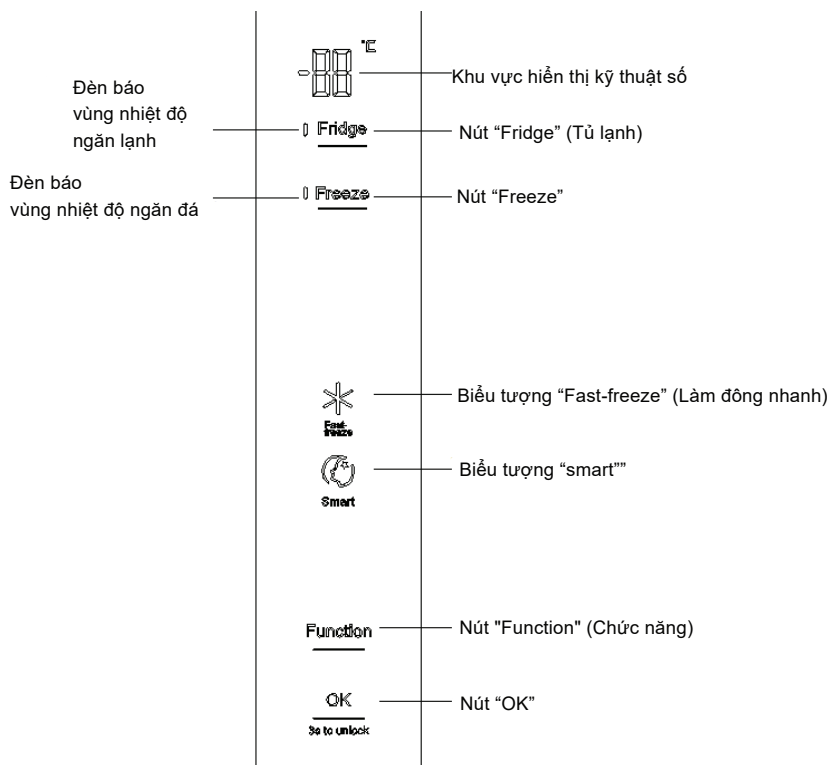 -88 °C
Khu vực hiển thị kỹ thuật số
Đèn báo
vùng nhiệt độ
ngăn lạnh
Fridge
Nút “Fridge” (Tủ lạnh)
Đèn báo
vùng nhiệt độ ngăn đá
Freeze
Nút “Freeze”
Biểu tượng “Fast-freeze” (Làm đông nhanh)
Fast-
freeze
Biểu tượng “smart””
Smart
Function
Nút "Function" (Chức năng)
OK
Nút “OK”
3s to unlock